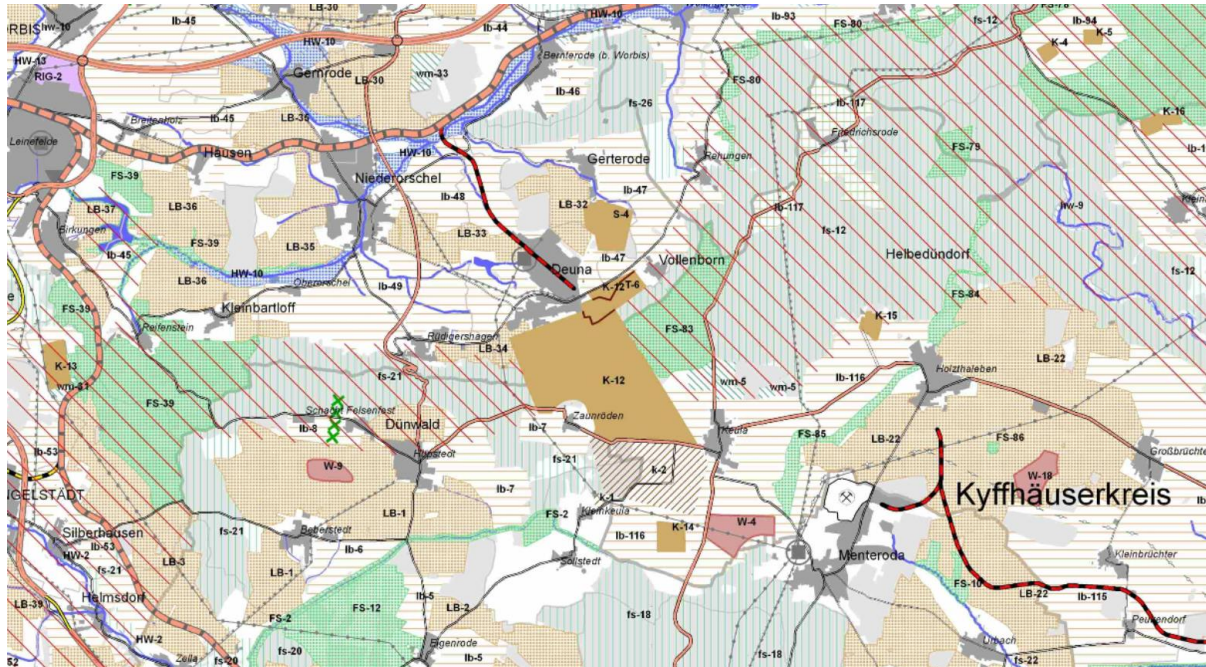 ORBIS
hw-10
LB-30
HW-10
lb-44
lb-93
FS-80
fs-12
FS-78
lb-94
K-5
K-4
HW-13
RIG-2
Gernrode
LB-30
wm-33
Bernterode (b. Worbis)
lb-46
fs-26
FS-80
lb-117
K-16
Breitenholz
lb-45
LB-35
Leinefelde
Hausen
HW-10
Gerterode
Rehungen
Friedrichsrode
FS-79
lb-1
FS-39
Niederorschel
lb-48
lb-47
LB-37
LB-36
LB-32
S-4
lb-117
hw-9
Birkungen
FS-39
LB-35
LB-33
fs-12
lb-45
lb-47
Helbedündorf
HW-10
Deuna
Vollenborn
fs-12
LB-36
Oberorschel
lb-49
K-12
T-6
FS-84
FS-39
Kleinbartloff
K-15
Reifenstein
Rüdigershagen
FS-83
LB-34
LB-22
K-13
wm-31
fs-21
K-12
wm-5
wm-5
lb-116
Holzthaleben
FS-39
Schacht Felsenfest
lb-8
Dünwald
Zaunröden
lb-7
Keula
lb-53
FS-85
LB-22
FS-86
W-9
Hüpstedt
fs-21
k-2
Großbrüchter
W-18
NGELSTÄDT
lb-7
k-1
Kyffhäuserkreis
Silberhausen
fs-21
Beberstedt
LB-1
FS-2
Kleinkeula
K-14
W-4
lb-53
HW-2
lb-6
lb-116
Menteroda
Kleinbrüchter
fs-21
LB-3
LB-1
Sollstedt
FS-10
LB-22
lb-115
LB-39
Helmsdorf
FS-2
FS-12
lb-5
LB-2
fs-18
Peukendorf
HW-2
Eigenrode
Urbach
52
Zella
fs-20
fs-20
lb-5
fs-18
fs-22